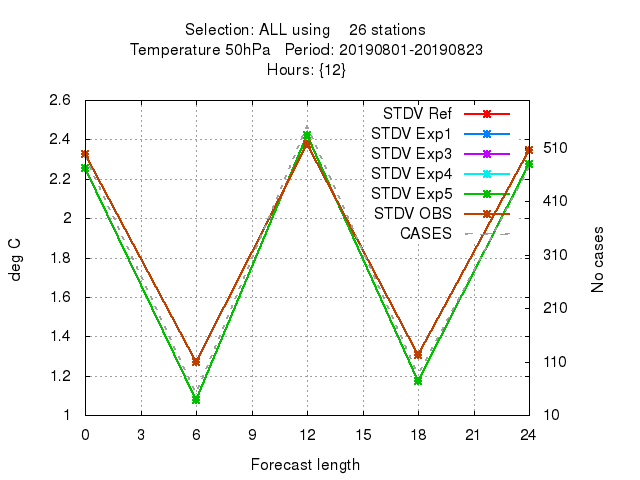 Selection: ALL using 26 stations
Temperature 50hPa Period: 20190801-20190823
Hours: {12}
2.6
2.4
2.2
2
1.8
1.6
1.4
1.2
1
deg C
STDV Ref
STDV Exp1
STDV Exp3
STDV Exp4
STDV Exp5
STDV OBS
CASES
510
410
310
210
110
10
No cases
0 3 6 9 12 15 18 21 24
Forecast length